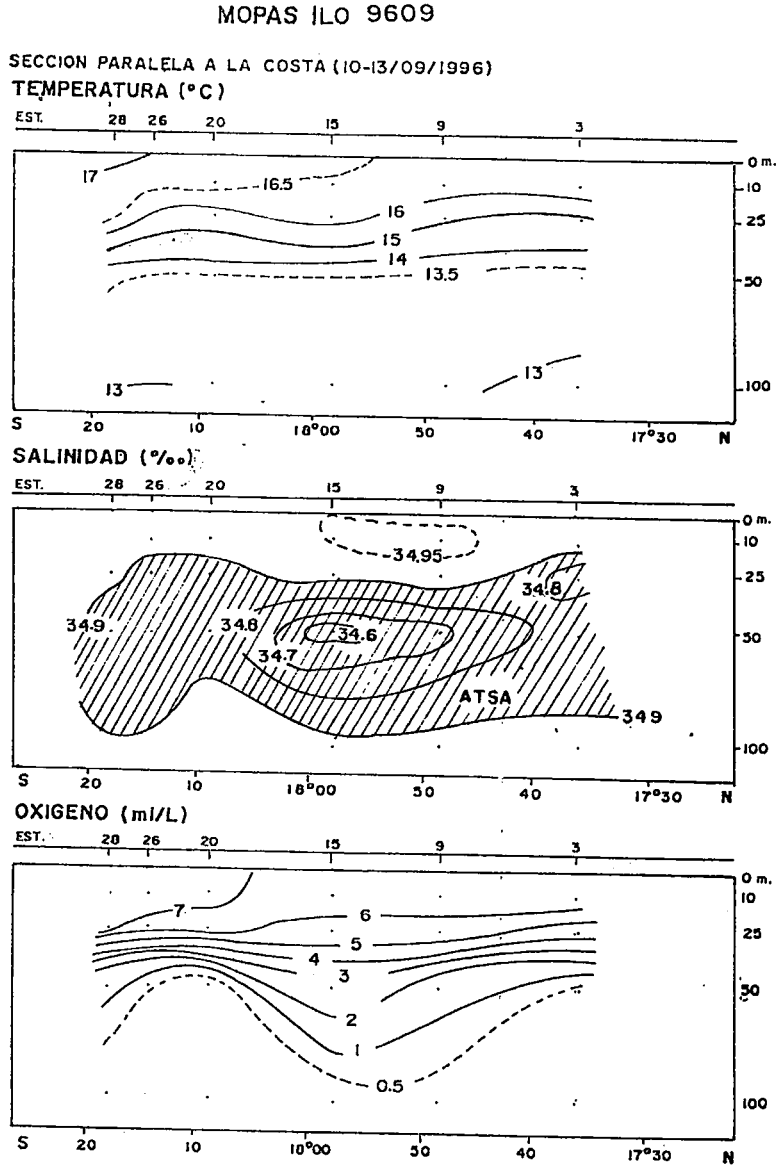 MOPAS ILO 9609
SECCION PARALELA A LA COSTA (10-13/09/1996)
TEMPERATURA (°C)
EST. 28 26 20 15 9 3
0 m.
17
16.5
10
16
25
15
14
13.5
50
13
13
100
S 20 10 18°00 50 40 17°30 N
SALINIDAD (‰)
EST. 28 26 20 15 9 3
0 m.
10
34.95
25
34.8
34.9 34.8 34.6
50
34.7
ATSA
349
100
S 20 10 18°00 50 40 17°30 N
OXIGENO (ml/L)
EST. 28 26 20 15 9 3
0 m.
10
7 6
25
5
4
3
50
2
1
0.5
100
S 20 10 18°00 50 40 17°30 N